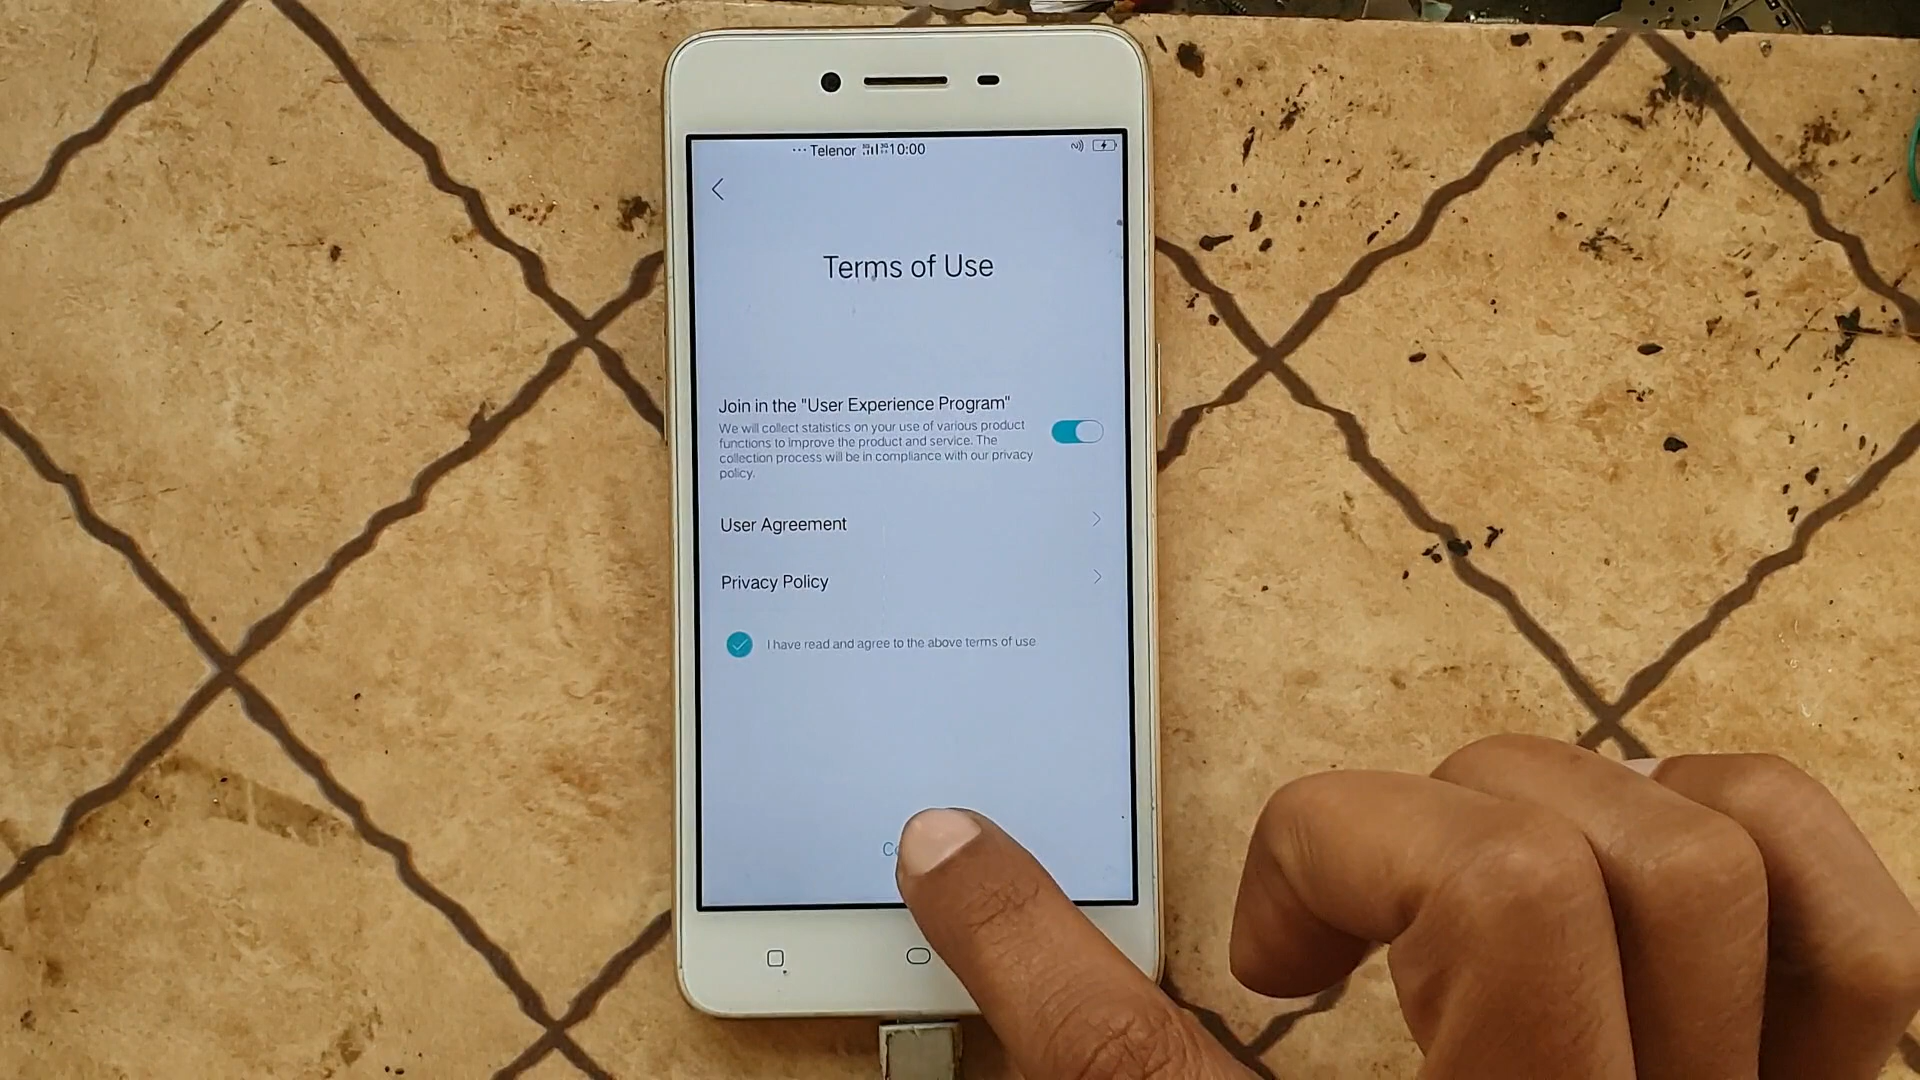 Telenor 10:00
Terms of Use
Join in the "User Experience Program"
We will collect statistics on your use of various product
functions to improve the product and service. The
collection process will be in compliance with our privacy
policy.
User Agreement
Privacy Policy
I have read and agree to the above terms of use